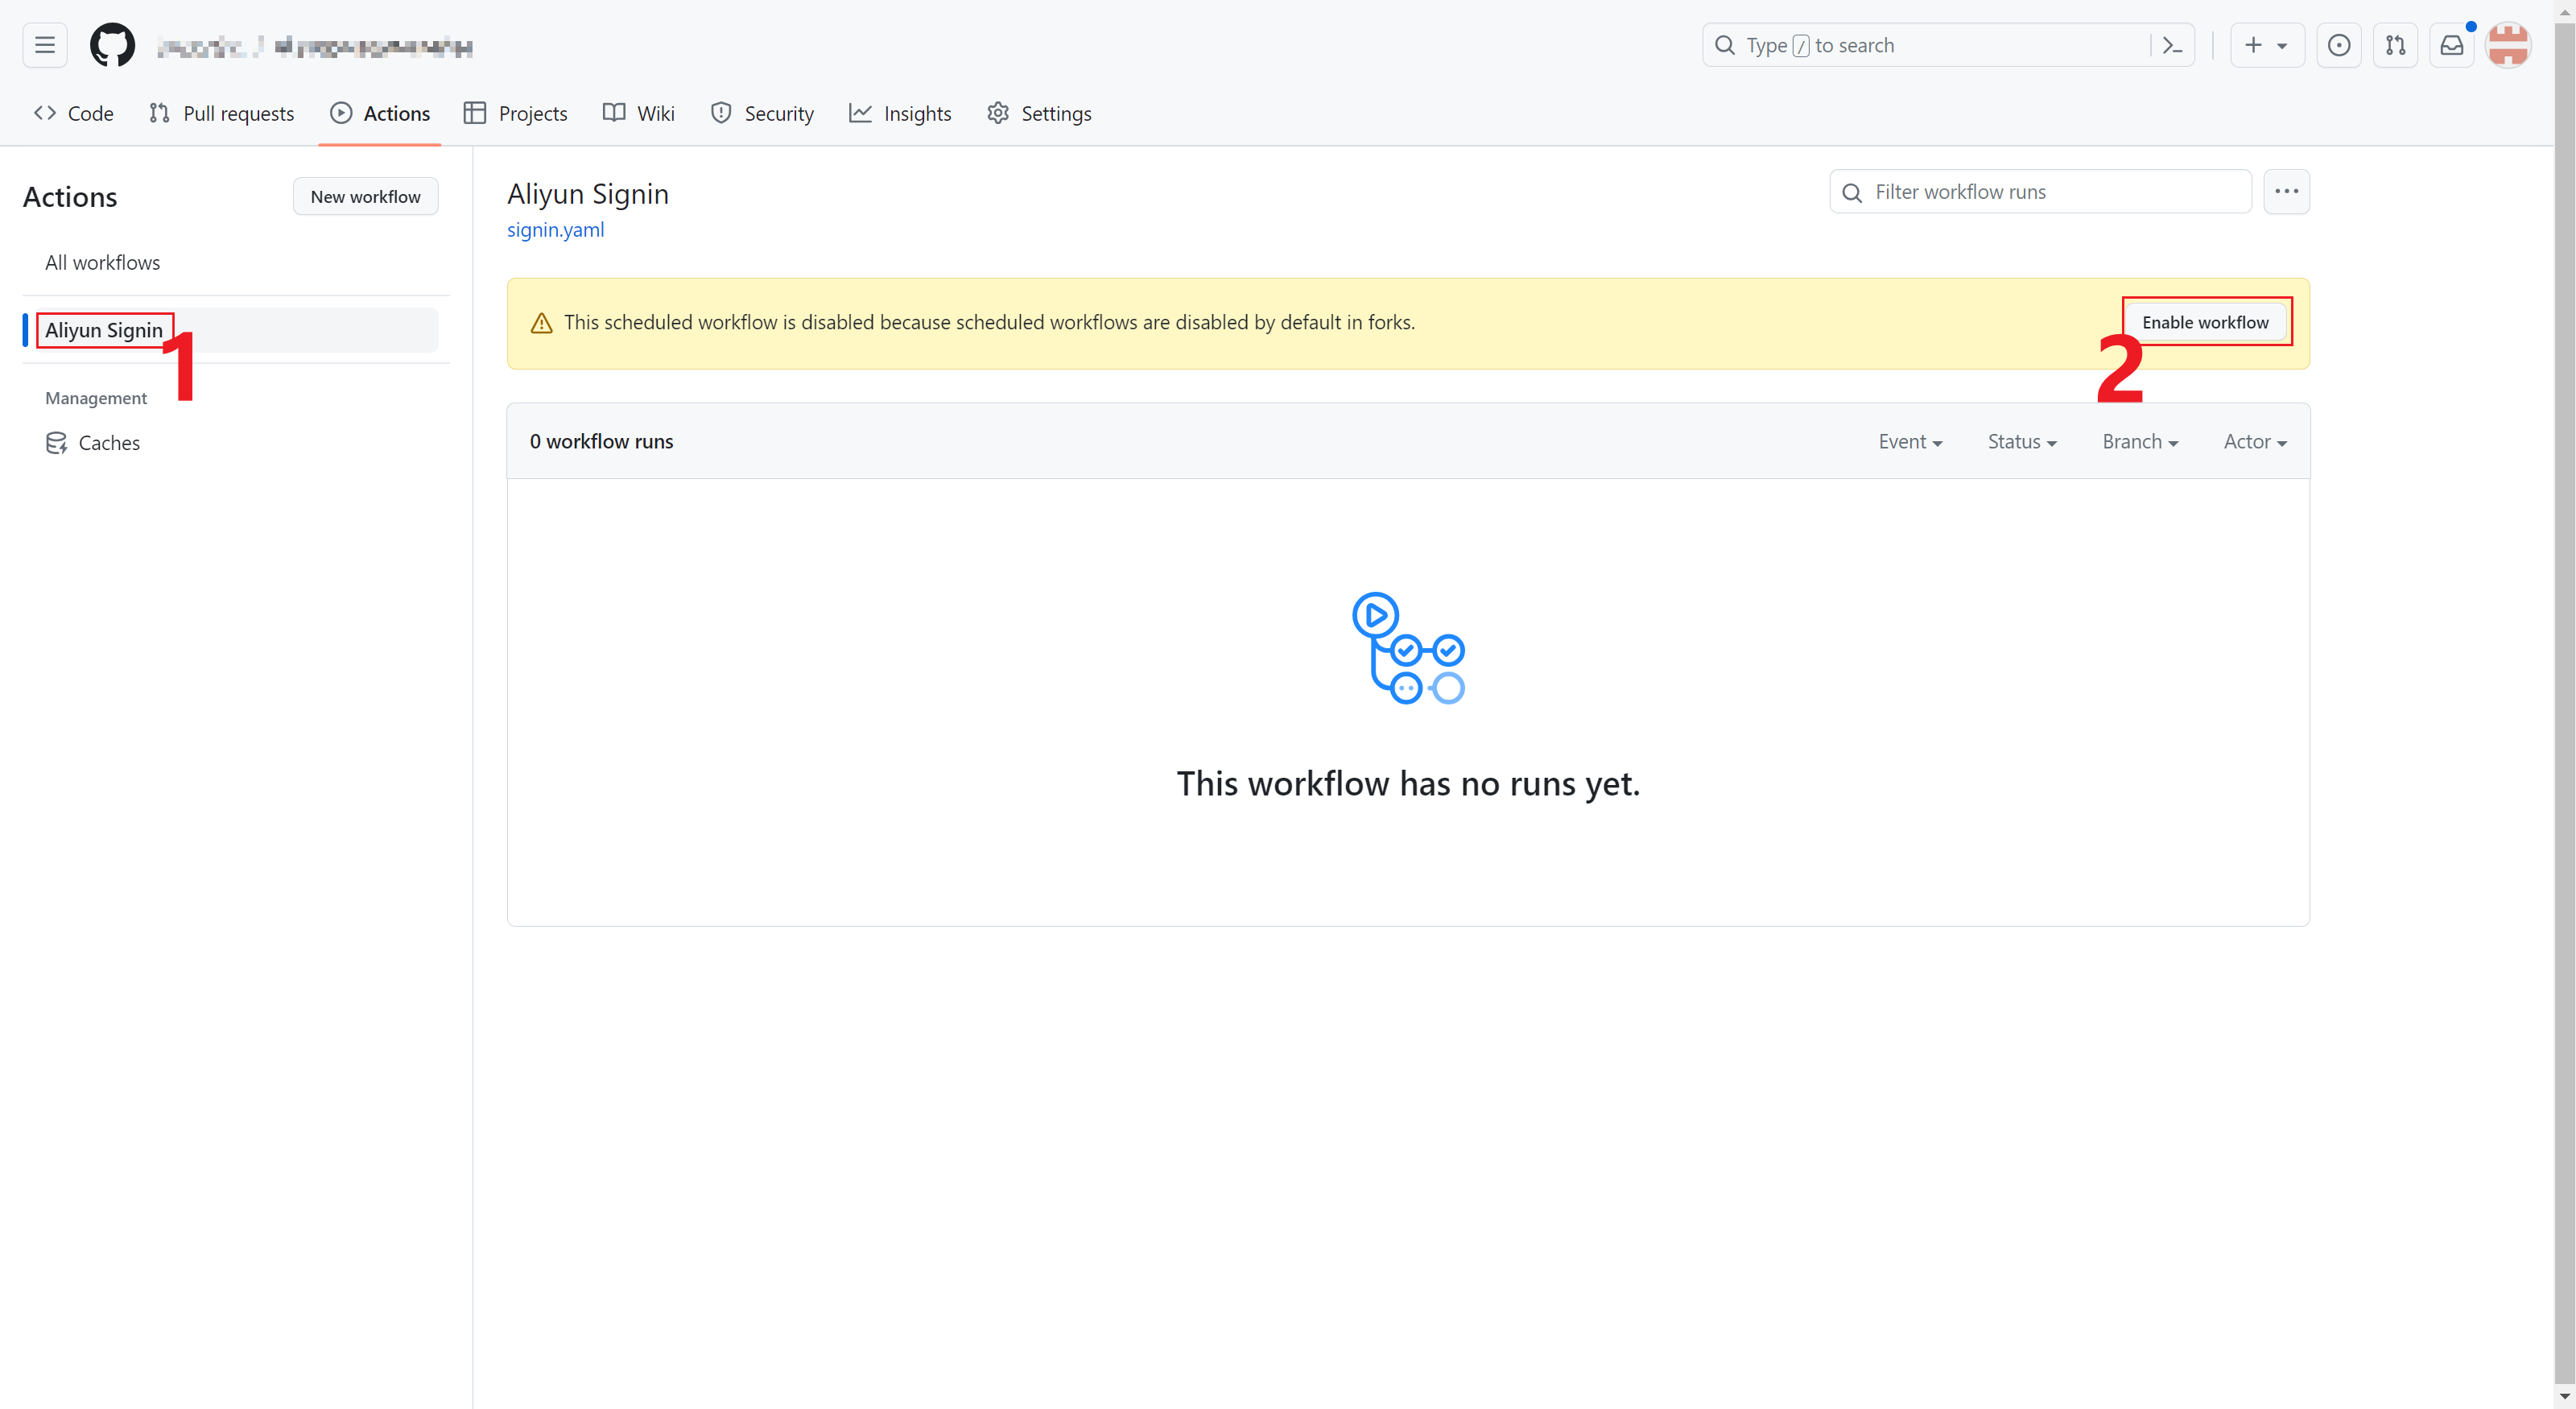 Type / to search
Code Pull requests Actions Projects Wiki Security Insights Settings
Actions
New workflow
All workflows
Aliyun Signin
1
Management
Caches
Aliyun Signin
signin.yaml
Filter workflow runs
This scheduled workflow is disabled because scheduled workflows are disabled by default in forks.
Enable workflow
2
0 workflow runs
Event Status Branch Actor
This workflow has no runs yet.